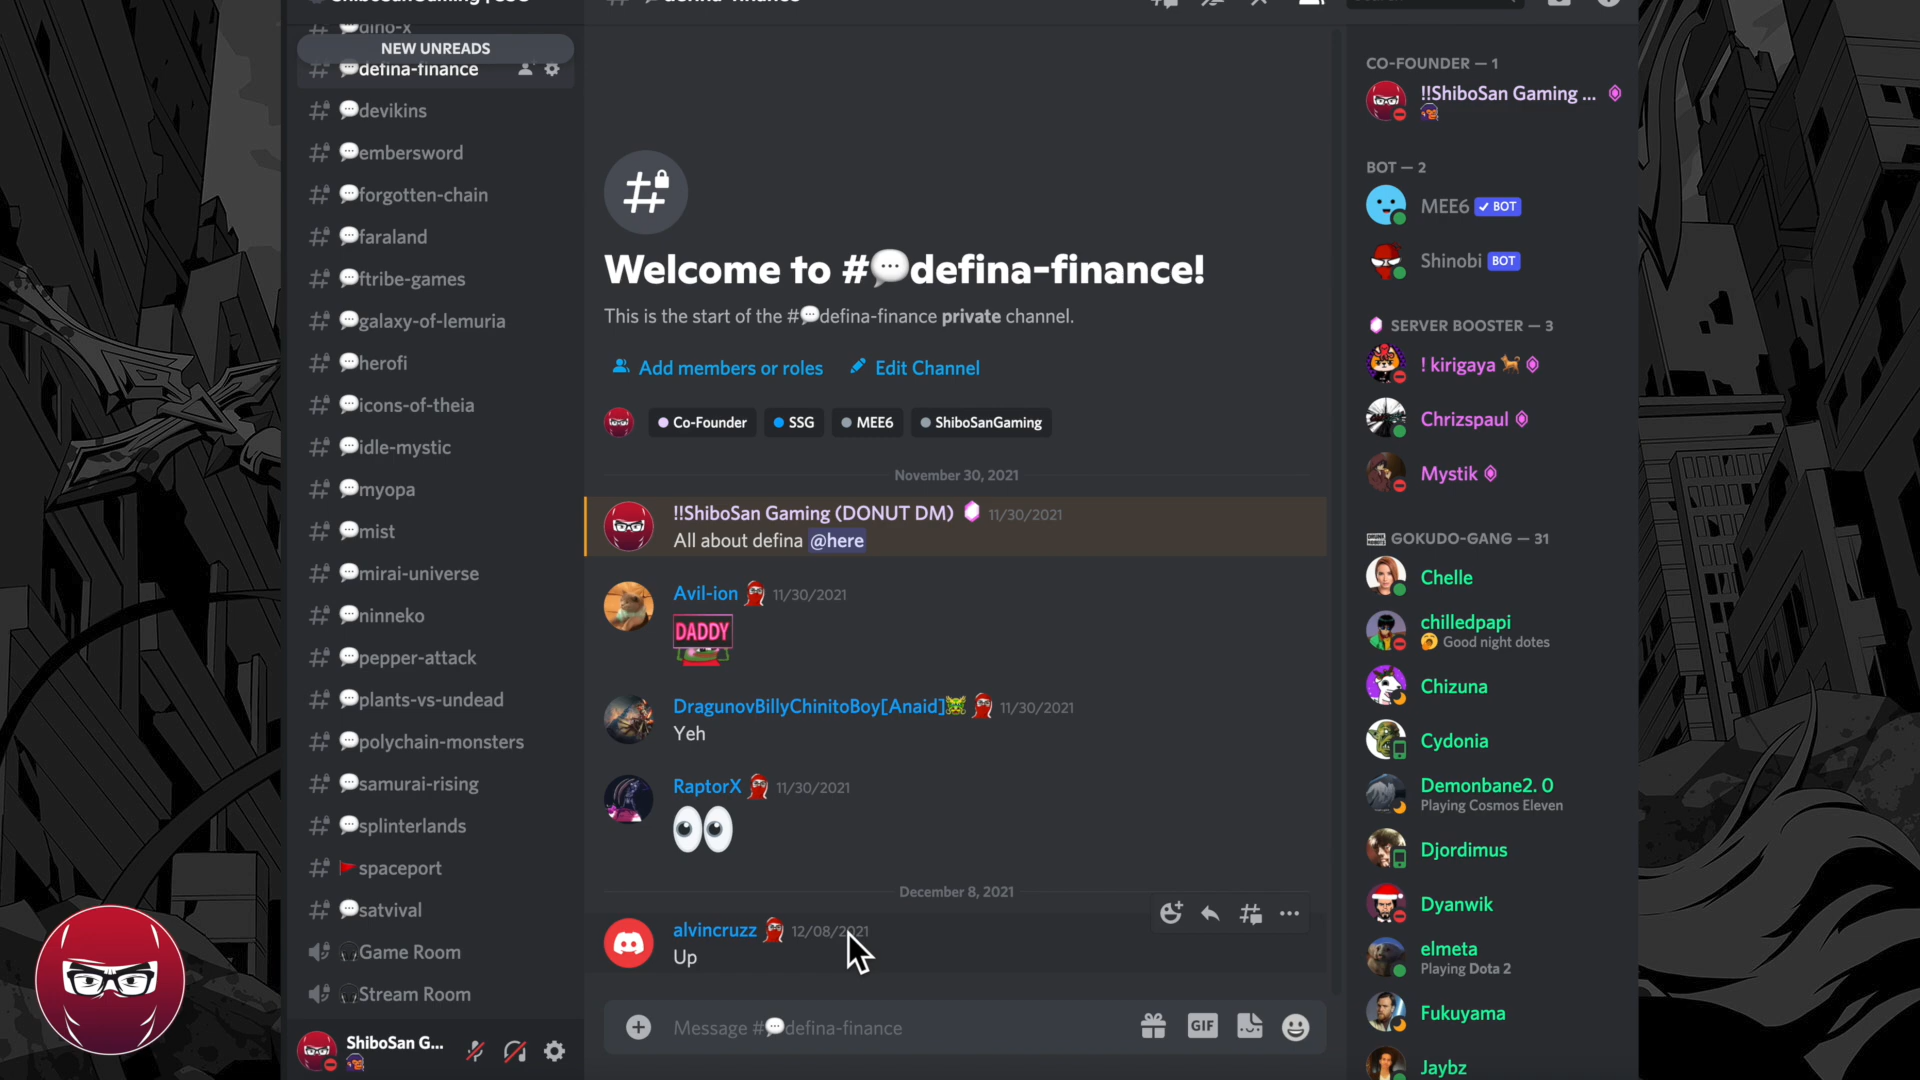 dino-x
NEW UNREADS
defina-finance
devikins
embersword
forgotten-chain
faraland
ftribe-games
galaxy-of-lemuria
herofi
icons-of-theia
idle-mystic
myopa
mist
mirai-universe
ninneko
pepper-attack
plants-vs-undead
polychain-monsters
samurai-rising
splinterlands
spaceport
satvival
Game Room
Stream Room
ShiboSan G...
Welcome to #💬defina-finance!
This is the start of the #💬defina-finance private channel.
Add members or roles Edit Channel
Co-Founder SSG MEE6 ShiboSanGaming
November 30, 2021
!!ShiboSan Gaming (DONUT DM) 11/30/2021
All about defina @here
Avil-ion 11/30/2021
DADDY
DragunovBillyChinitoBoy[Anaid] 11/30/2021
Yeh
RaptorX 11/30/2021
December 8, 2021
alvincruzz 12/08/2021
Up
Message #💬defina-finance
GIF
CO-FOUNDER — 1
!!ShiboSan Gaming ...
BOT — 2
MEE6 BOT
Shinobi BOT
SERVER BOOSTER — 3
! kirigaya
Chrizspaul
Mystik
GOKUDO-GANG — 31
Chelle
chilledpapi
Good night dotes
Chizuna
Cydonia
Demonbane2. 0
Playing Cosmos Eleven
Djordimus
Dyanwik
elmeta
Playing Dota 2
Fukuyama
Jaybz